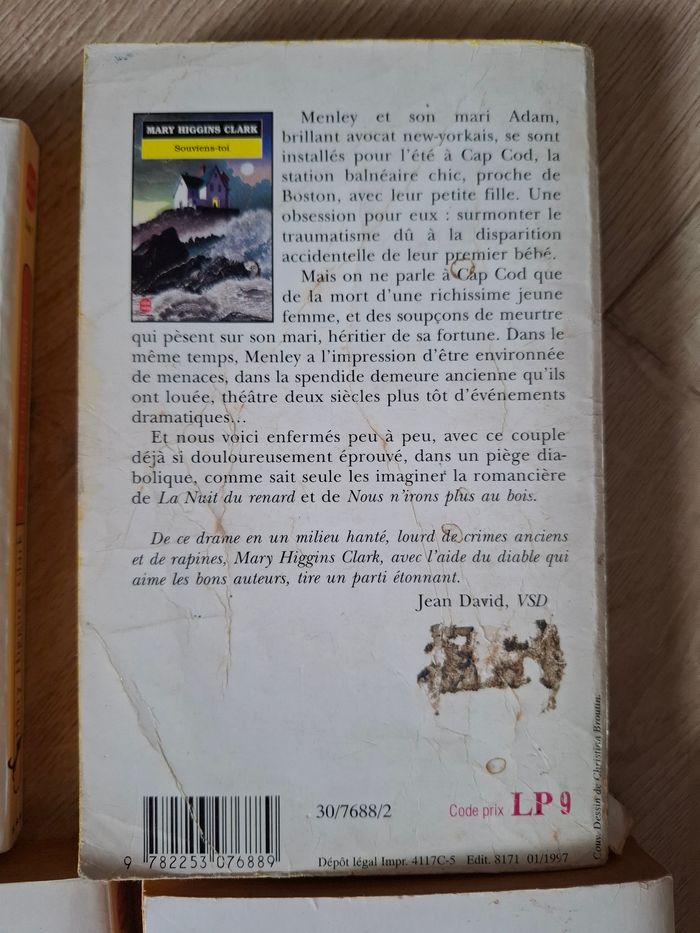 MARY HIGGINS CLARK
Souviens-toi
Menley et son mari Adam,
brillant avocat new-yorkais, se sont
installés pour l'été à Cap Cod, la
station balnéaire chic, proche de
Boston, avec leur petite fille. Une
obsession pour eux : surmonter le
traumatisme dû à la disparition
accidentelle de leur premier bébé.
Mais on ne parle à Cap Cod que
de la mort d'une richissime jeune
femme, et des soupçons de meurtre
qui pèsent sur son mari, héritier de sa fortune. Dans le
même temps, Menley a l'impression d'être environnée
de menaces, dans la spendide demeure ancienne qu'ils
ont louée, théâtre deux siècles plus tôt d'événements
dramatiques...
Et nous voici enfermés peu à peu, avec ce couple
déjà si douloureusement éprouvé, dans un piège dia-
bolique, comme sait seule les imaginer la romancière
de La Nuit du renard et de Nous n'irons plus au bois.
De ce drame en un milieu hanté, lourd de crimes anciens
et de rapines, Mary Higgins Clark, avec l'aide du diable qui
aime les bons auteurs, tire un parti étonnant.
Jean David, VSD
Couv. Dessin de Christina Broutin.
30/7688/2
Code prix LP 9
9 782253 076889
Dépôt légal Impr. 4117C-5 Edit. 8171 01/1997
Mary Higgins Clark